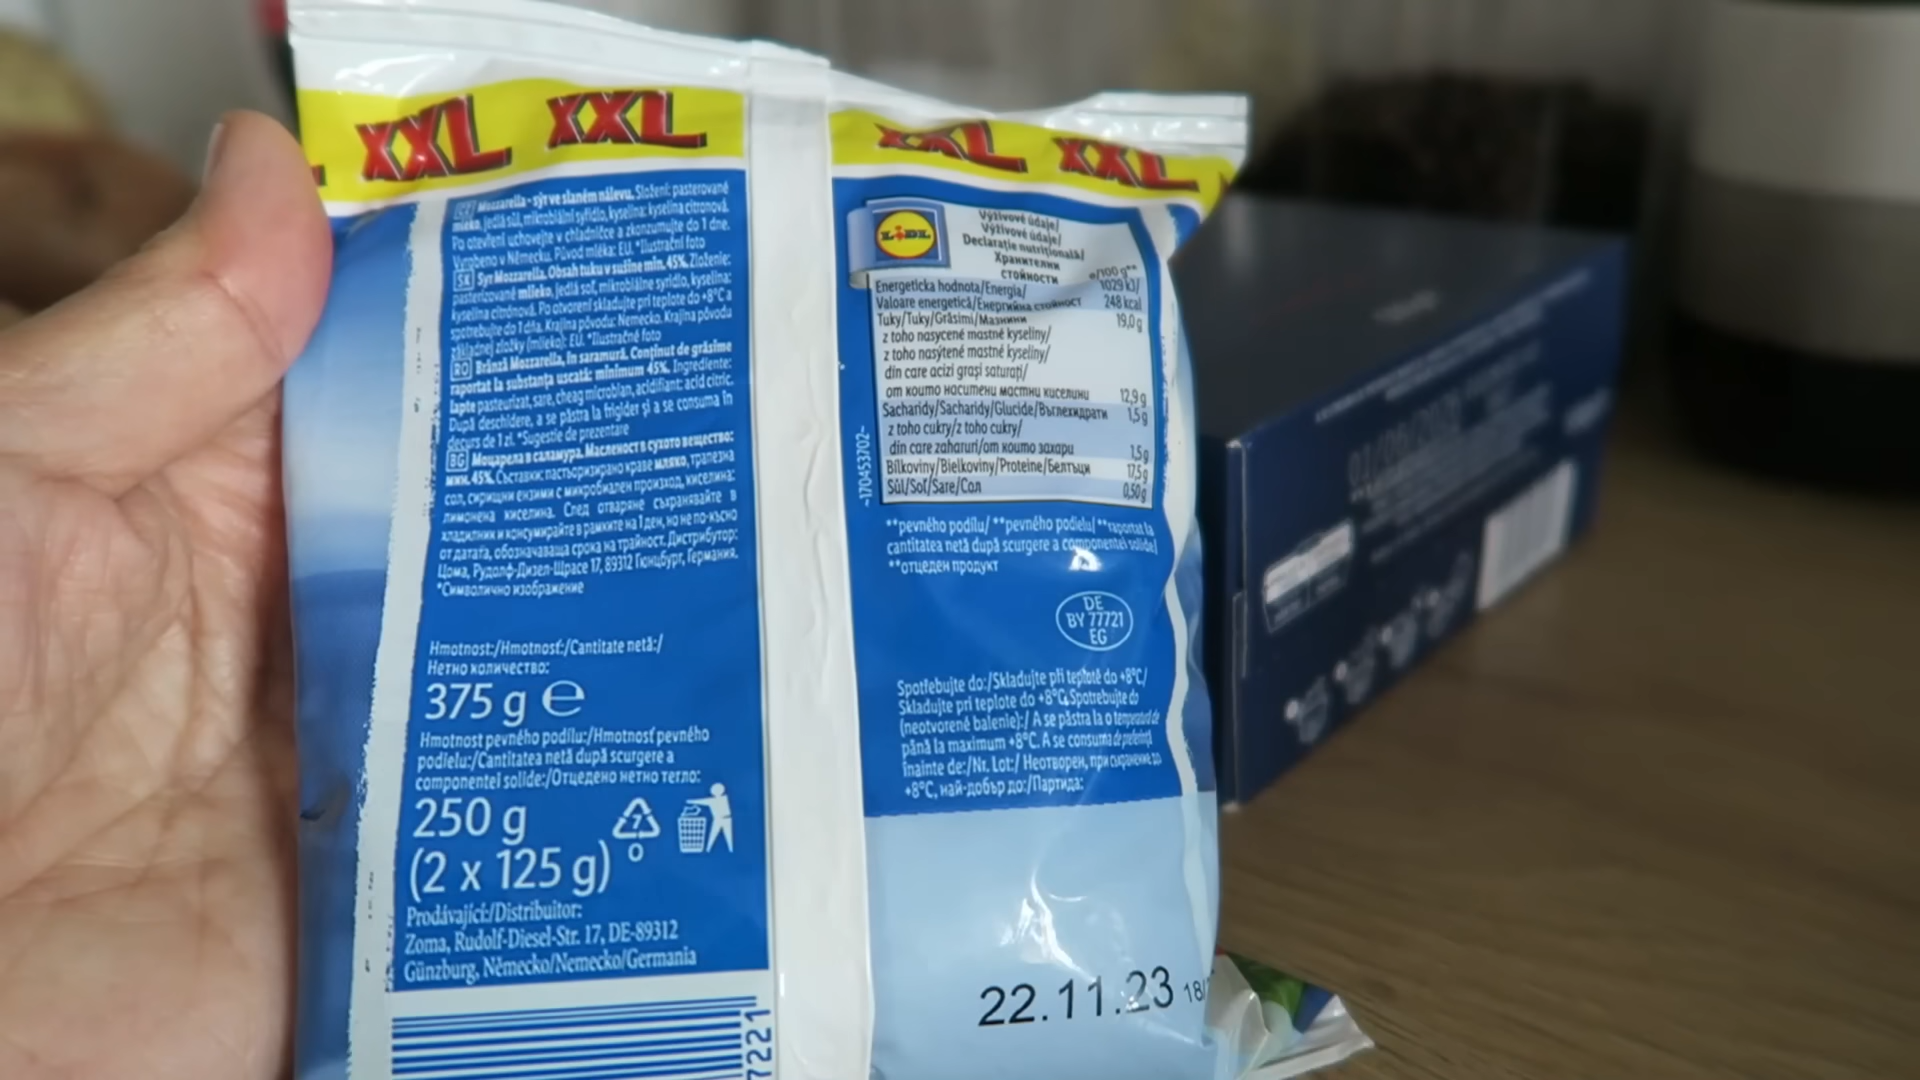 XXL XXL
CZ Mozzarella - sýr ve slaném nálevu. Složení: pasterované
mléko, jedlá sůl, mikrobiální syřidlo, kyselina: kyselina citronová.
Po otevření uchovejte v chladničce a zkonzumujte do 1 dne.
Vyrobeno v Německu. Původ mléka: EU. *Ilustrační foto
SK Syr Mozzarella. Obsah tuku v sušine min. 45%. Zloženie:
pasterizované mlieko, jedlá soľ, mikrobiálne syridlo, kyselina:
kyselina citrónová. Po otvorení skladujte pri teplote do +8°C a
spotrebujte do 1 dňa. Krajina pôvodu: Nemecko. Krajina pôvodu
základnej zložky (mlieko): EU. *Ilustračné foto
RO Brânză Mozzarella, în saramură. Conținut de grăsime
raportat la substanța uscată: minimum 45%. Ingrediente:
lapte pasteurizat, sare, cheag microbian, acidifiant: acid citric.
După deschidere, a se păstra la frigider și a se consuma în
decurs de 1 zi. *Sugestie de prezentare
BG Моцарела в саламура. Масленост в сухото вещество:
мин. 45%. Съставки: пастьоризирано краве мляко, трапезна
сол, сирищни ензими с микробиален произход, киселина:
лимонена киселина. След отваряне съхранявайте в
хладилник и консумирайте в рамките на 1 ден, но не по-късно
от датата, обозначаваща срока на трайност. Дистрибутор:
Цома, Рудолф-Дизел-Щрасе 17, 89312 Гюнцбург, Германия.
*Символично изображение
Hmotnost:/Hmotnosť:/Cantitate netă:/
Нетно количество:
375 g e
Hmotnost pevného podílu:/Hmotnosť pevného
podielu:/Cantitatea netă după scurgere a
componentei solide:/Отцедено нетно тегло:
250 g
(2 x 125 g)
7
O
Prodávající:/Distribuitor:
Zoma, Rudolf-Diesel-Str. 17, DE-89312
Günzburg, Německo/Nemecko/Germania
7221
XXL XXL
LIDL
Výživové údaje/
Výživové údaje/
Declarație nutrițională/
Хранителни
стойности
ø/100 g**
Energetická hodnota/Energia/ 1029 kJ/
Valoare energetică/Енергийна стойност 248 kcal
Tuky/Tuky/Grăsimi/Мазнини 19,0 g
z toho nasycené mastné kyseliny/
z toho nasýtené mastné kyseliny/
din care acizi grași saturați/
от които наситени мастни киселини 12,9 g
Sacharidy/Sacharidy/Glucide/Въглехидрати 1,5 g
z toho cukry/z toho cukry/
din care zaharuri/от които захари 1,5 g
Bílkoviny/Bielkoviny/Proteine/Белтъци 17,5 g
Sůl/Soľ/Sare/Сол 0,50 g
-170453702-
**pevného podílu/ **pevného podielu/ **raportat la
cantitatea netă după scurgere a componentei solide/
**отцеден продукт
DE
BY 77721
EG
Spotřebujte do:/Skladujte při teplotě do +8°C/
Skladujte pri teplote do +8°C. Spotrebujte do
(neotvorené balenie):/ A se păstra la o temperatură de
până la maximum +8°C. A se consuma de preferință
înainte de:/Nr. Lot:/ Неотворен, при съхранение до
+8°C, най-добър до:/Партида:
22.11.23 18/